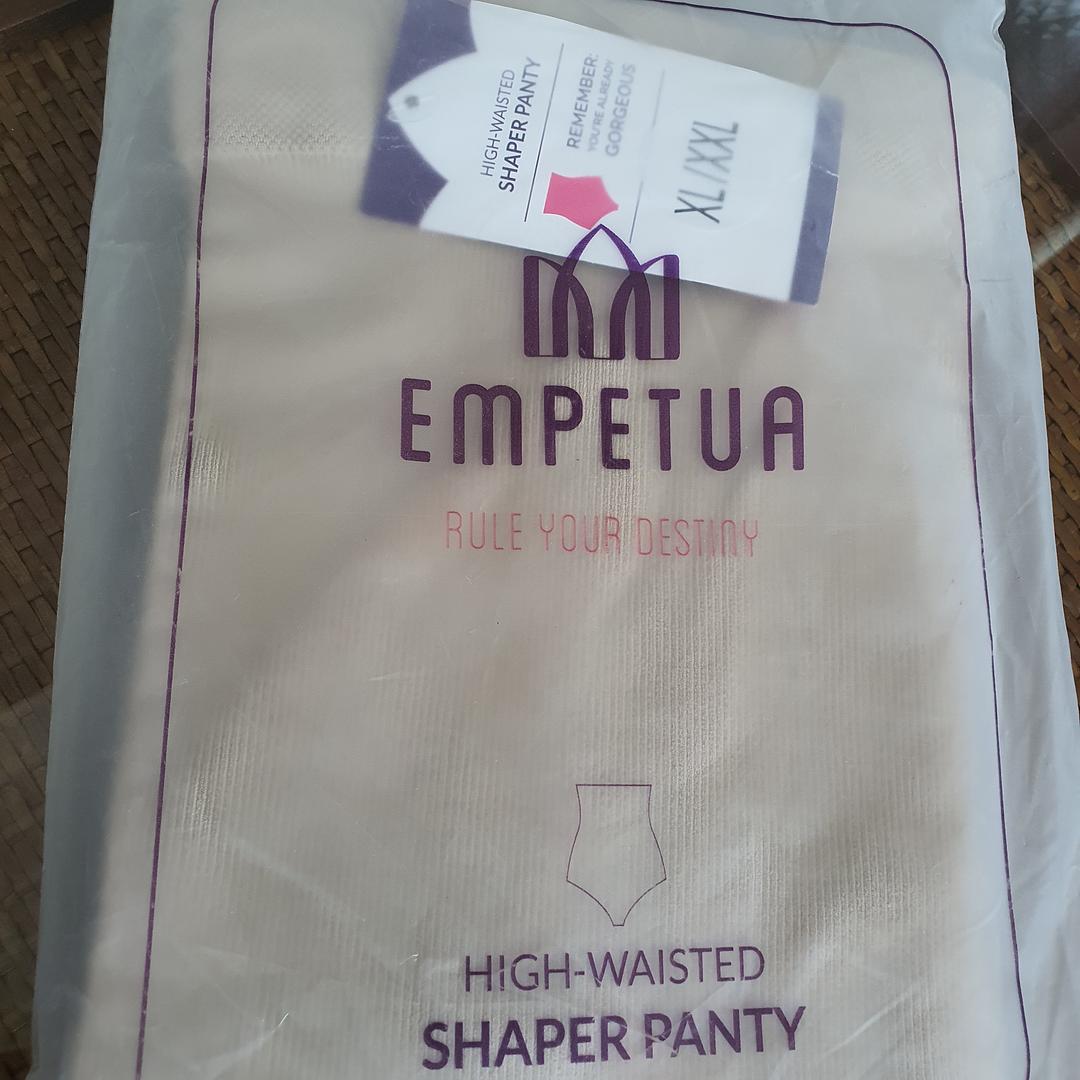 HIGH-WAISTED
SHAPER PANTY
REMEMBER:
YOU'RE ALREADY
GORGEOUS
XL/XXL
EMPETUA
RULE YOUR DESTINY
HIGH-WAISTED
SHAPER PANTY